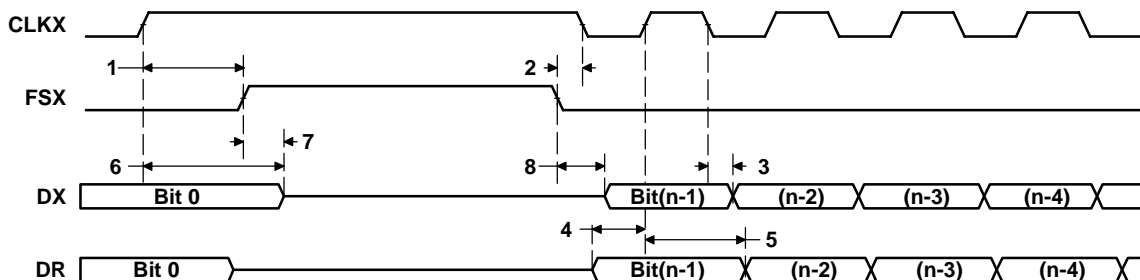 CLKX
1
2
FSX
7
6
8
3
DX
Bit 0
Bit(n-1)
(n-2)
(n-3)
(n-4)
4
5
DR
Bit 0
Bit(n-1)
(n-2)
(n-3)
(n-4)